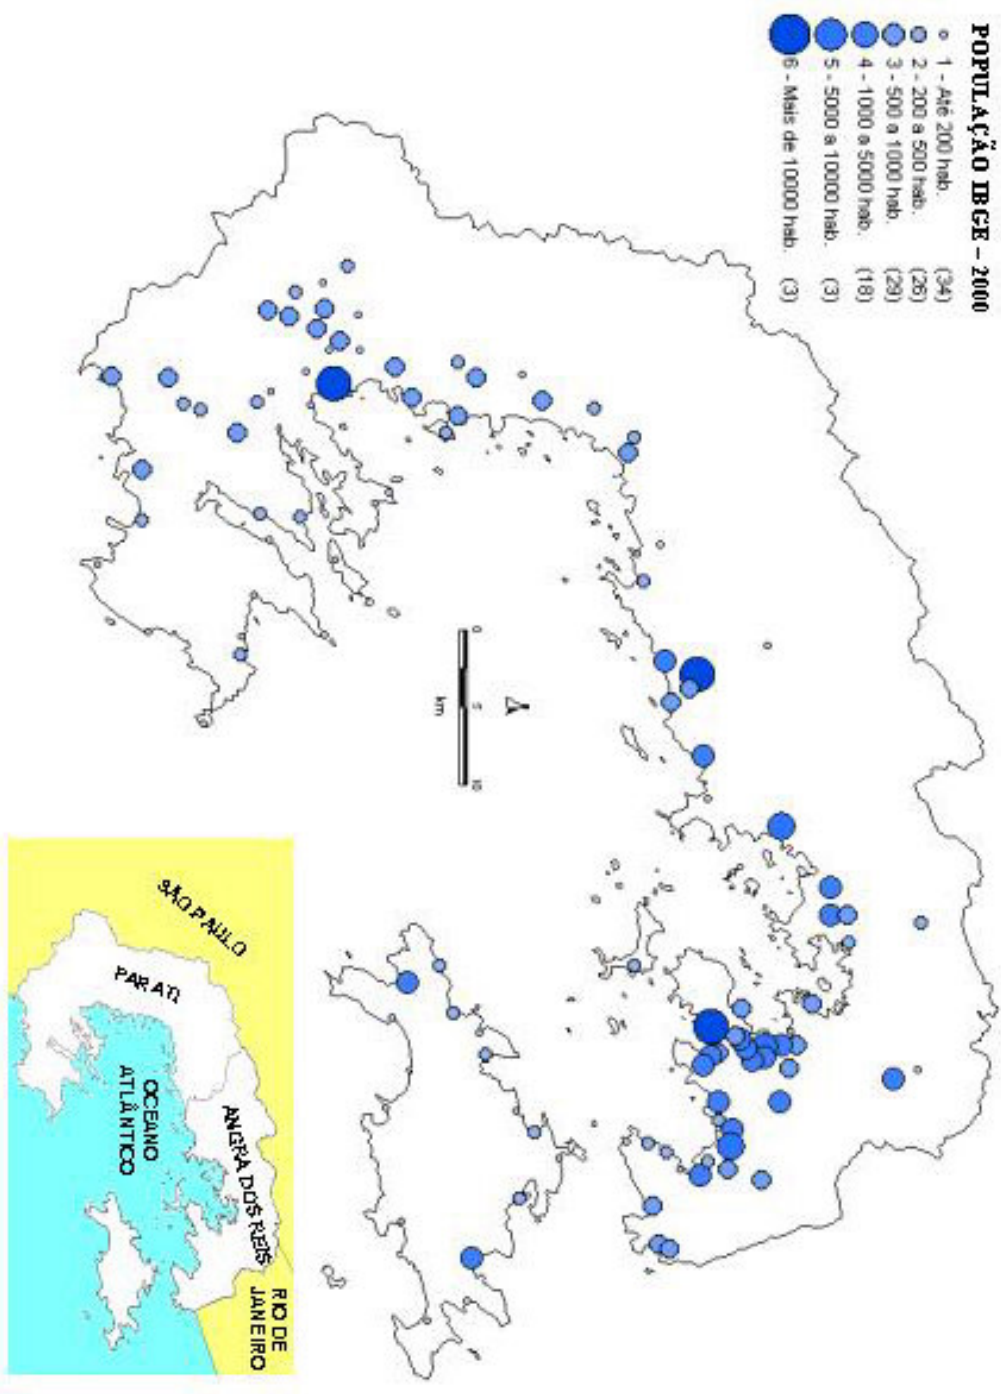 POPULAÇÃO IBGE – 2000
1 - Até 200 hab. (34)
2 - 200 a 500 hab. (26)
3 - 500 a 1000 hab. (29)
4 - 1000 a 5000 hab. (18)
5 - 5000 a 10000 hab. (3)
6 - Mais de 10000 hab. (3)
0 5 10
km
SÃO PAULO
PARATI
ANGRA DOS REIS
RIO DE
JANEIRO
OCEANO
ATLÂNTICO